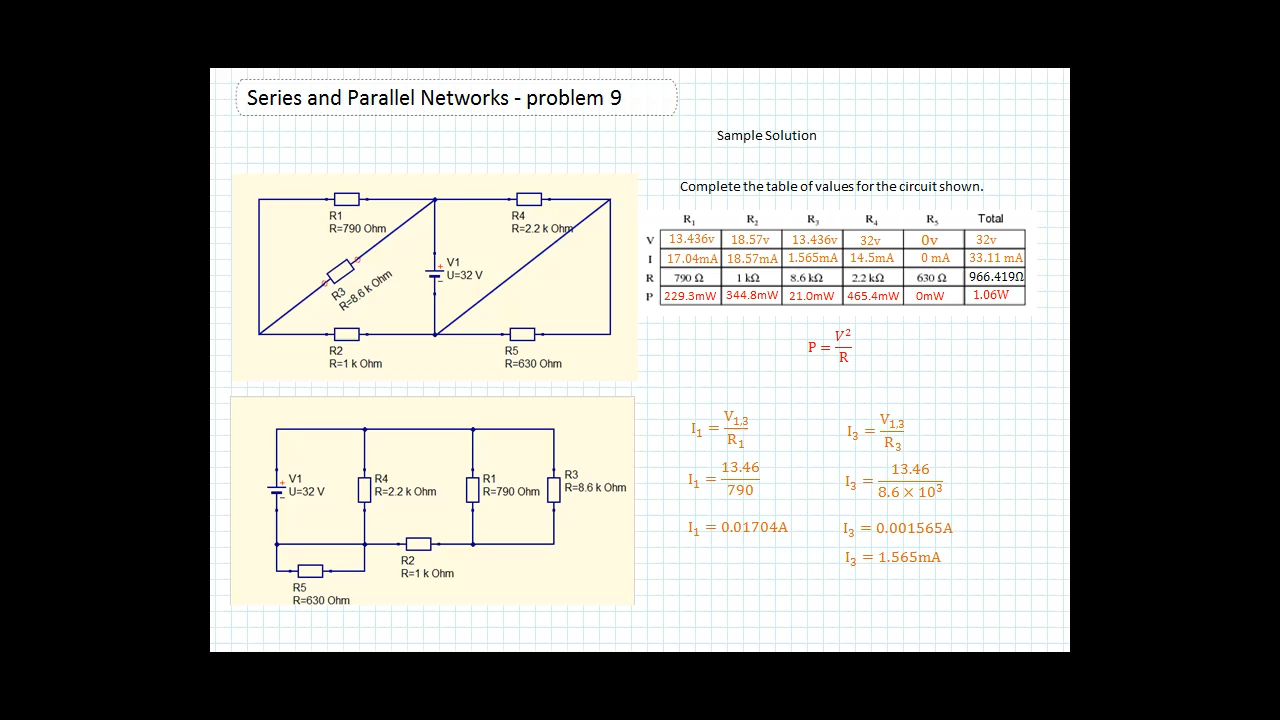 Series and Parallel Networks - problem 9
Sample Solution
Complete the table of values for the circuit shown.
R1 R2 R3 R4 R5 Total
V 13.436v 18.57v 13.436v 32v 0v 32v
I 17.04mA 18.57mA 1.565mA 14.5mA 0 mA 33.11 mA
R 790 Ω 1 kΩ 8.6 kΩ 2.2 kΩ 630 Ω 966.419Ω
P 229.3mW 344.8mW 21.0mW 465.4mW 0mW 1.06W
P = V²/R
R1
R=790 Ohm
R4
R=2.2 k Ohm
V1
+ U=32 V
R3
R=8.6 k Ohm
R2
R=1 k Ohm
R5
R=630 Ohm
V1
+ U=32 V
R4
R=2.2 k Ohm
R1
R=790 Ohm
R3
R=8.6 k Ohm
R2
R=1 k Ohm
R5
R=630 Ohm
I₁ = V₁,₃/R₁
I₁ = 13.46/790
I₁ = 0.01704A
I₃ = V₁,₃/R₃
I₃ = 13.46/8.6 × 10³
I₃ = 0.001565A
I₃ = 1.565mA